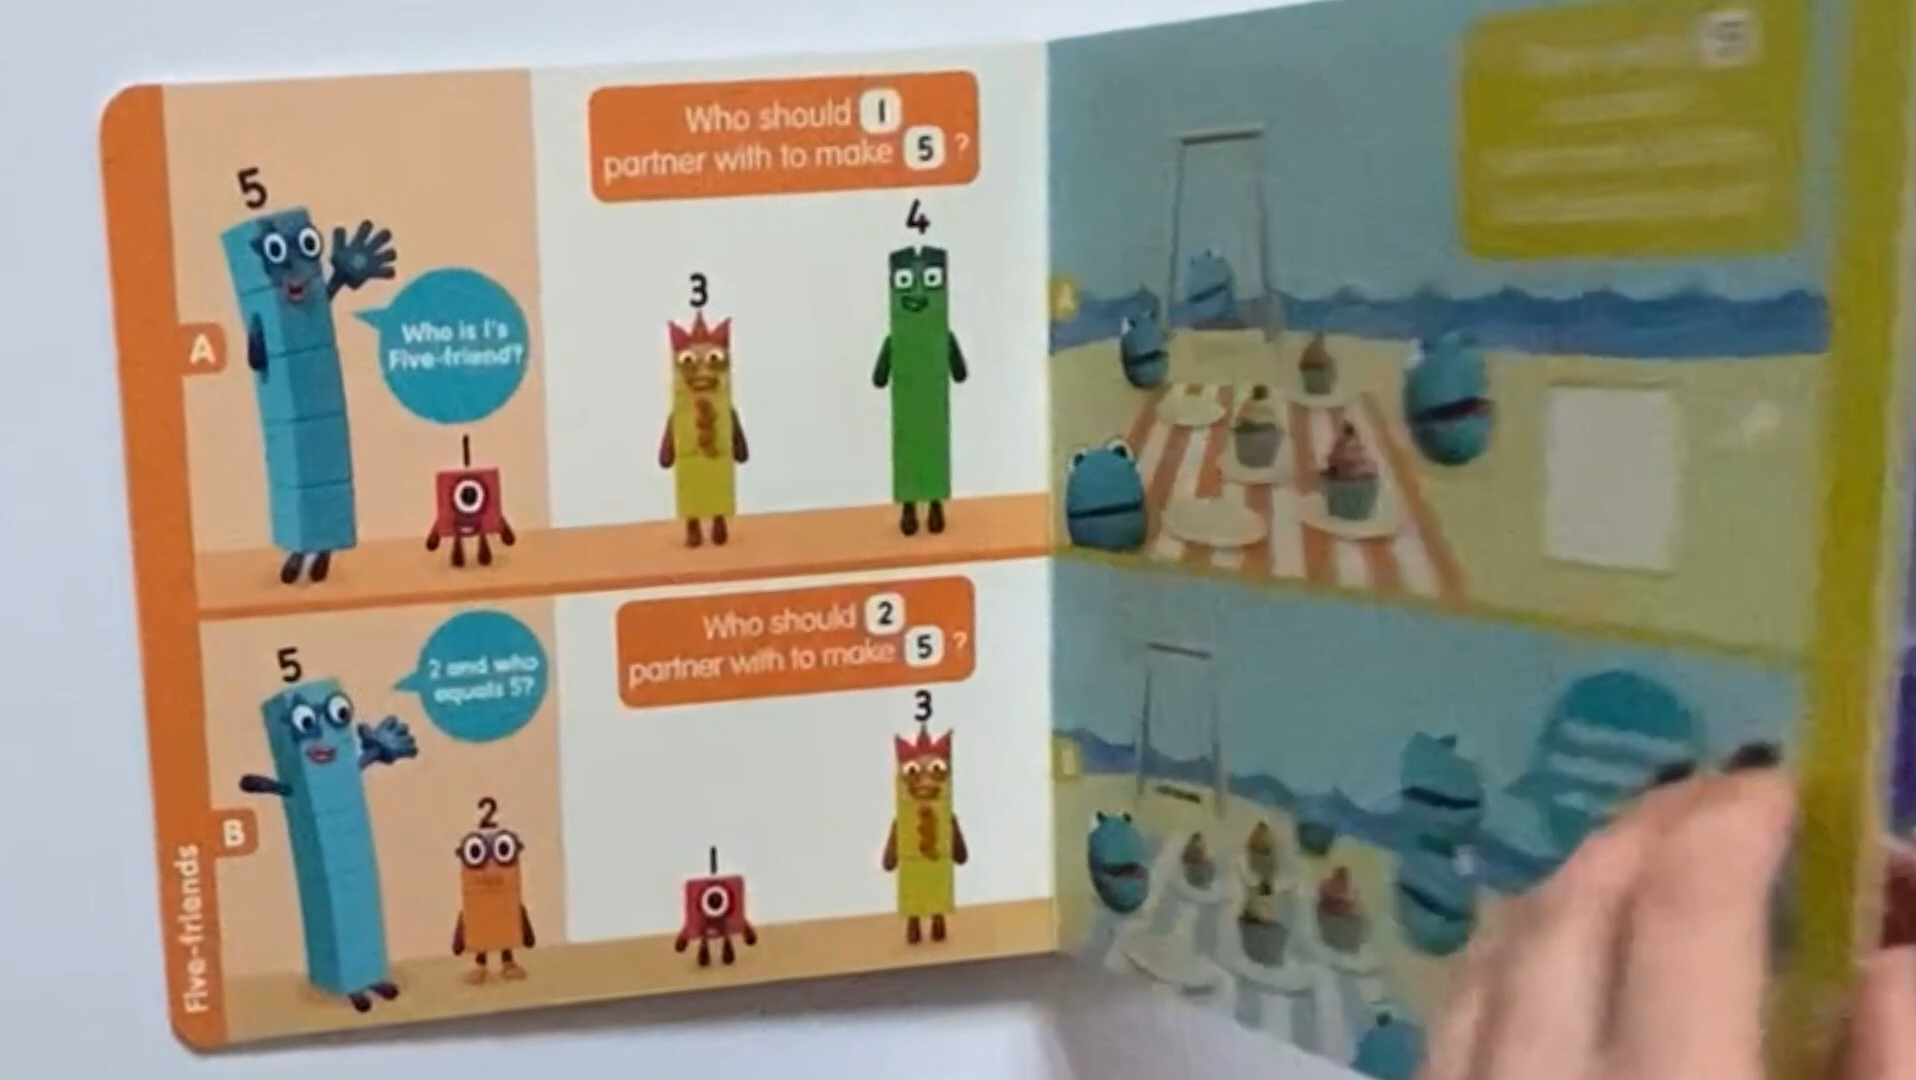 Who should 1
partner with to make 5 ?
5
4
3
Who is 1's
Five-friend?
1
A
Who should 2
partner with to make 5 ?
5
2 and who
equals 5?
3
2
1
B
Five-friends
A
B